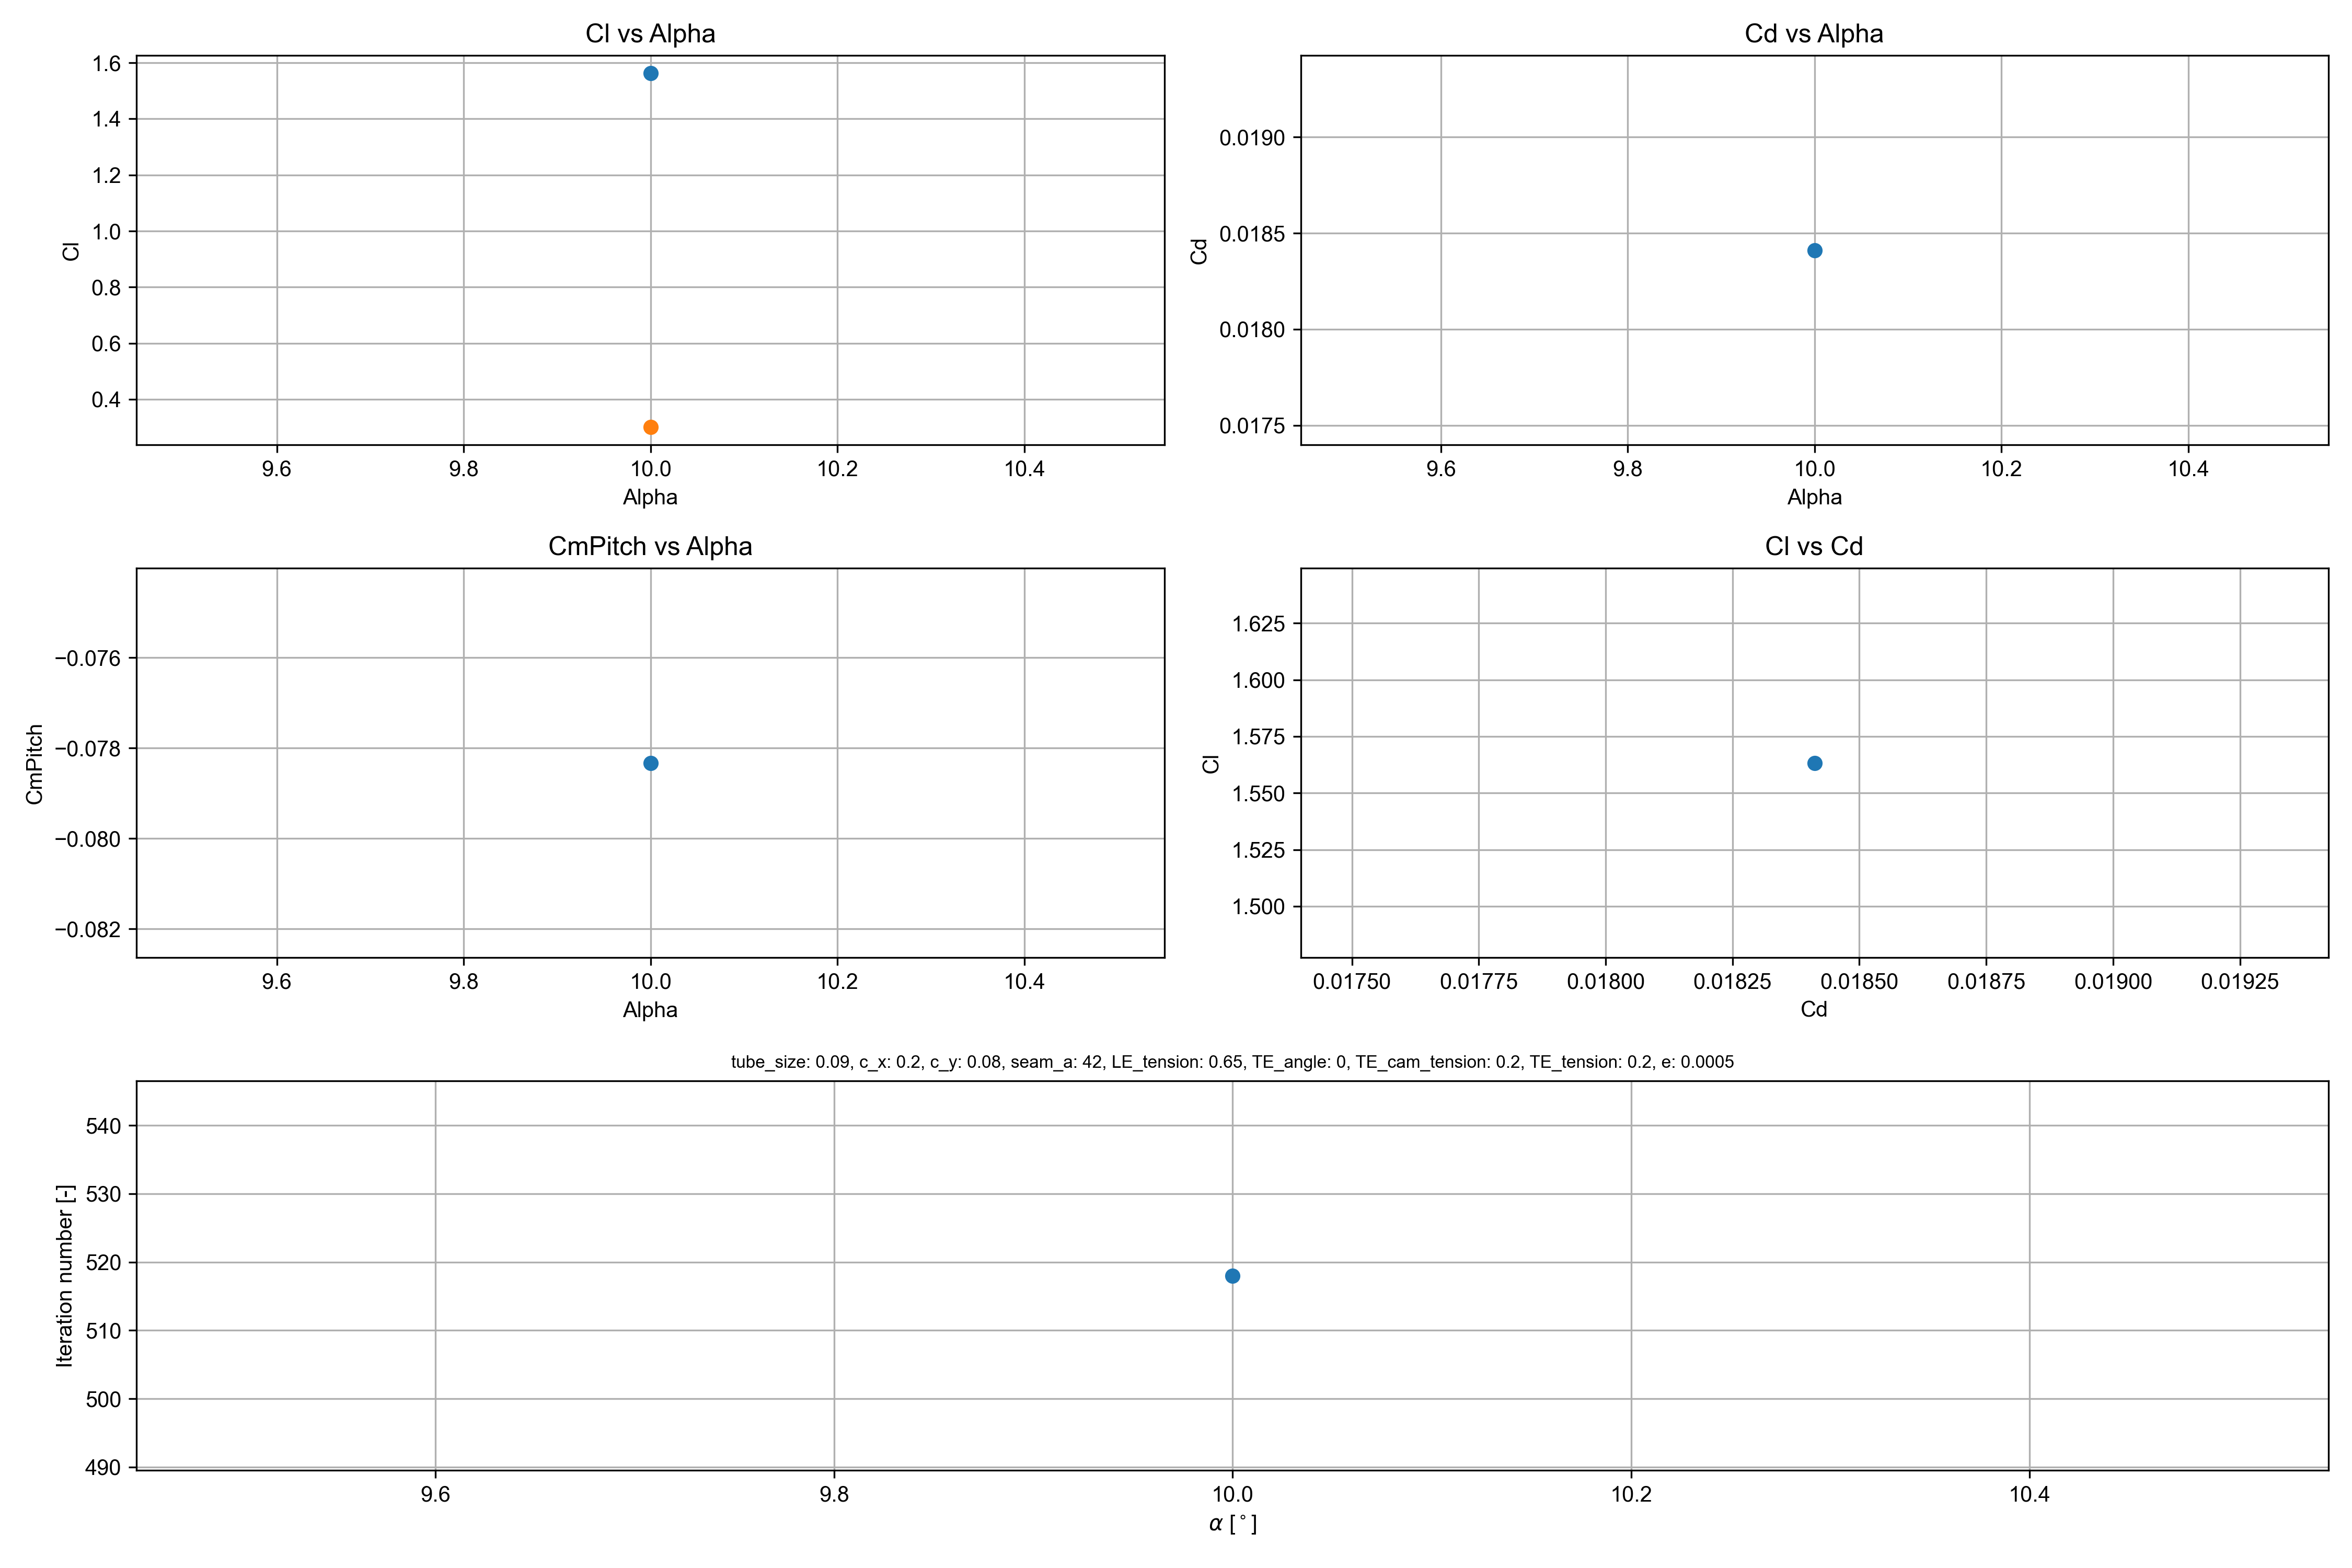 Cl vs Alpha
1.6
1.4
1.2
1.0
0.8
0.6
0.4
Cl
9.6 9.8 10.0 10.2 10.4
Alpha
Cd vs Alpha
0.0190
0.0185
0.0180
0.0175
Cd
9.6 9.8 10.0 10.2 10.4
Alpha
CmPitch vs Alpha
−0.076
−0.078
−0.080
−0.082
CmPitch
9.6 9.8 10.0 10.2 10.4
Alpha
Cl vs Cd
1.625
1.600
1.575
1.550
1.525
1.500
Cl
0.01750 0.01775 0.01800 0.01825 0.01850 0.01875 0.01900 0.01925
Cd
tube_size: 0.09, c_x: 0.2, c_y: 0.08, seam_a: 42, LE_tension: 0.65, TE_angle: 0, TE_cam_tension: 0.2, TE_tension: 0.2, e: 0.0005
540
530
520
510
500
490
Iteration number [-]
9.6 9.8 10.0 10.2 10.4
α [°]